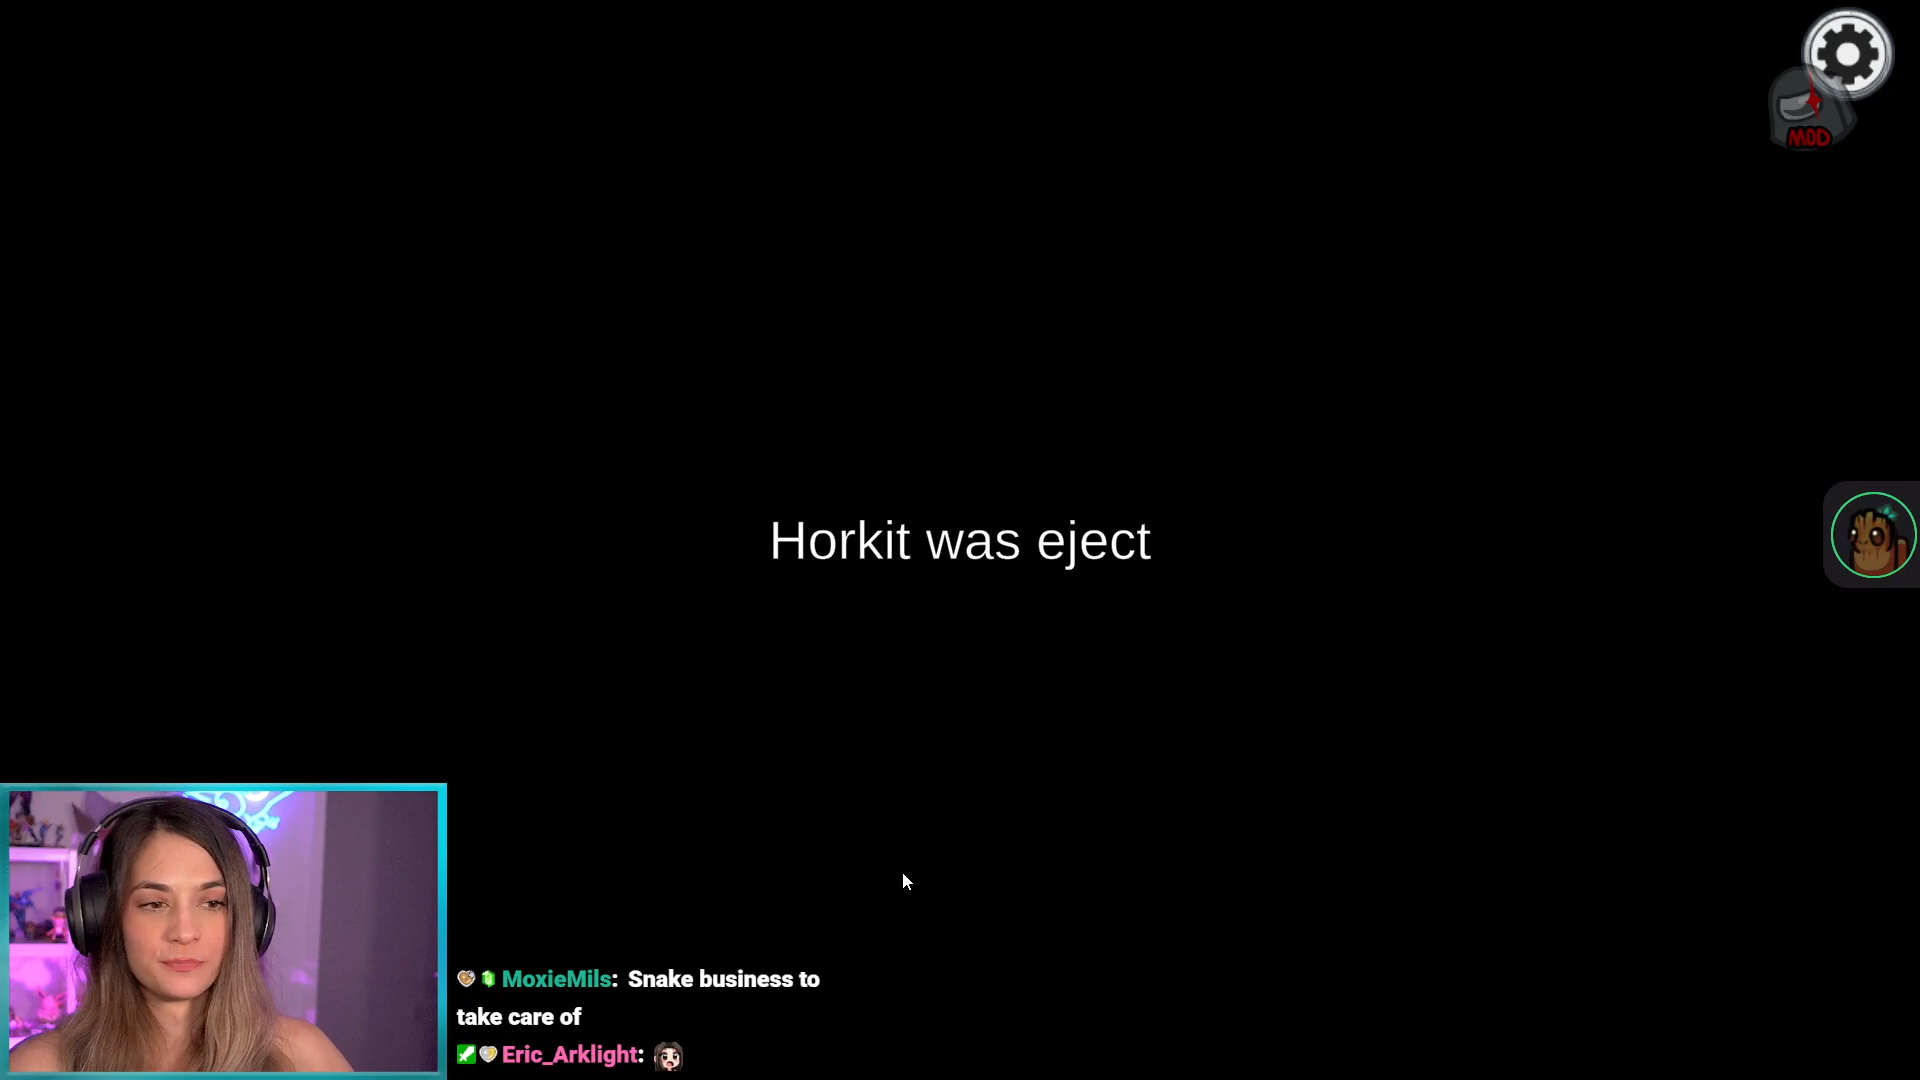 MOD
Horkit was eject
MoxieMils: Snake business to
take care of
Eric_Arklight: